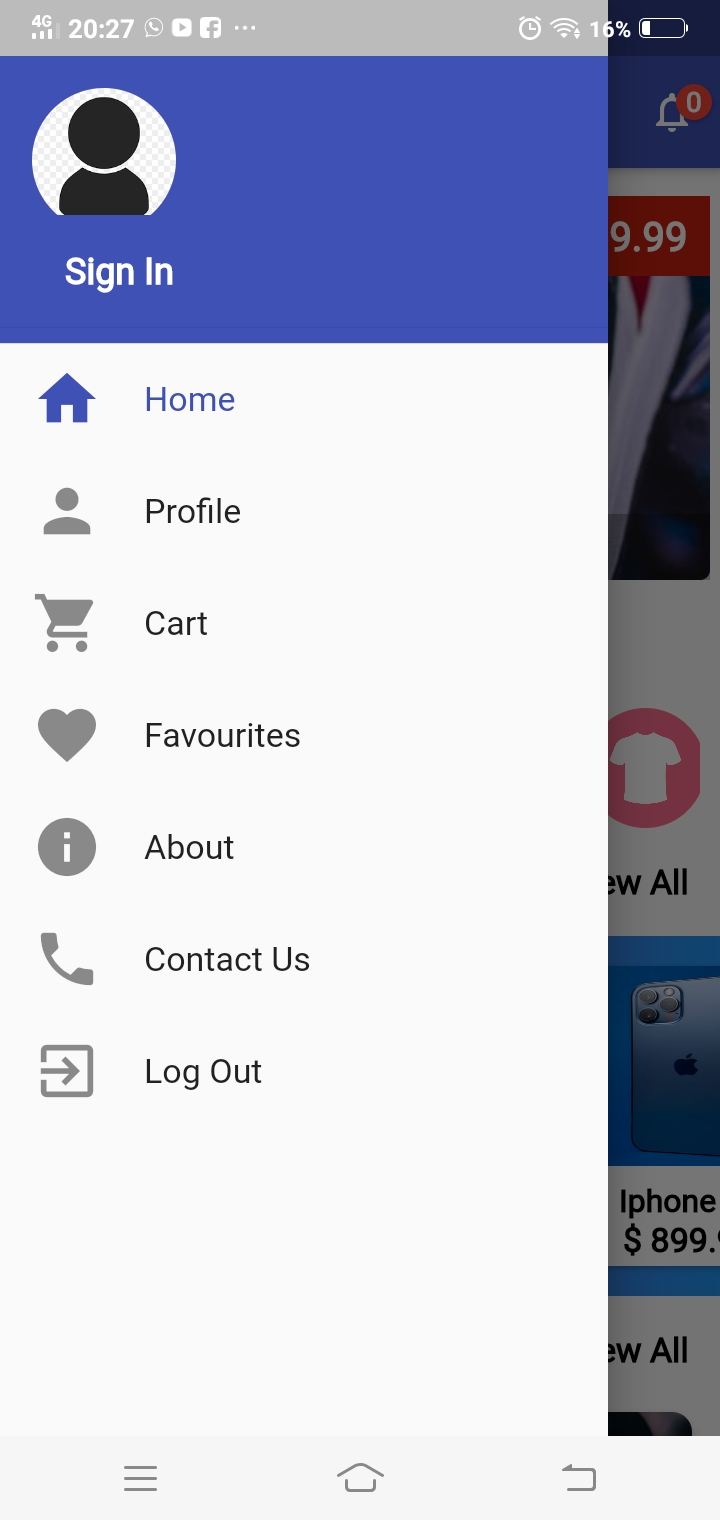 4G 20:27 16%
0
9.99
Sign In
Home
Profile
Cart
Favourites
About
ew All
Contact Us
Log Out
Iphone
$ 899.
ew All